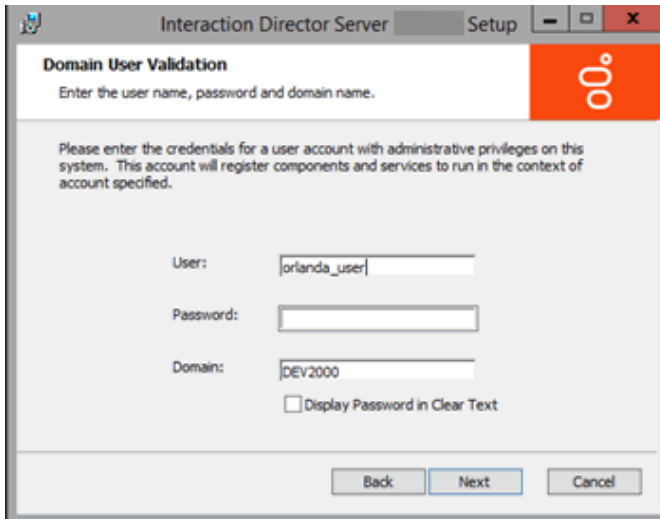 Interaction Director Server Setup
Domain User Validation
Enter the user name, password and domain name.
Please enter the credentials for a user account with administrative privileges on this
system. This account will register components and services to run in the context of
account specified.
User: orlanda_user
Password:
Domain: DEV2000
Display Password in Clear Text
Back Next Cancel